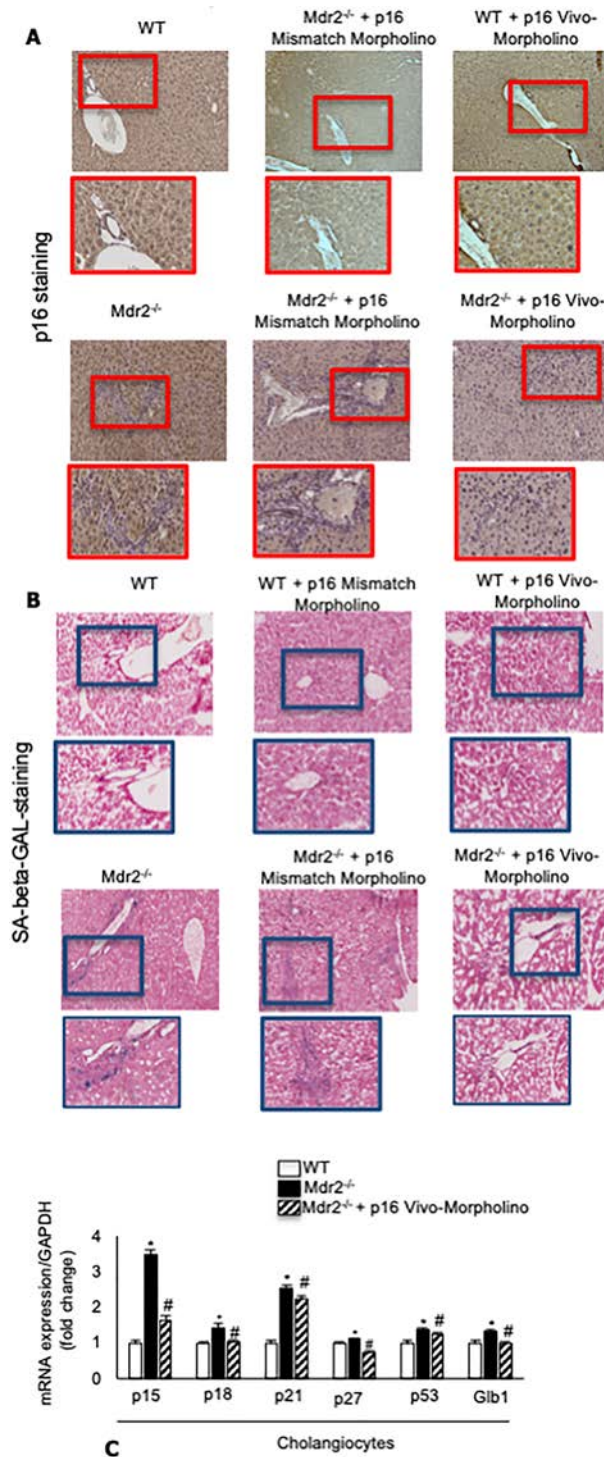 A
WT
Mdr2-/- + p16
Mismatch Morpholino
WT + p16 Vivo-
Morpholino
p16 staining
Mdr2-/-
Mdr2-/- + p16
Mismatch Morpholino
Mdr2-/- + p16 Vivo-
Morpholino
B
WT
WT + p16 Mismatch
Morpholino
WT + p16 Vivo-
Morpholino
SA-beta-GAL-staining
Mdr2-/-
Mdr2-/- + p16
Mismatch Morpholino
Mdr2-/- + p16 Vivo-
Morpholino
WT
Mdr2-/-
Mdr2-/- + p16 Vivo-Morpholino
mRNA expression/GAPDH
(fold change)
4
3
2
1
0
* # * # * # * # * # * #
p15 p18 p21 p27 p53 Glb1
Cholangiocytes
C